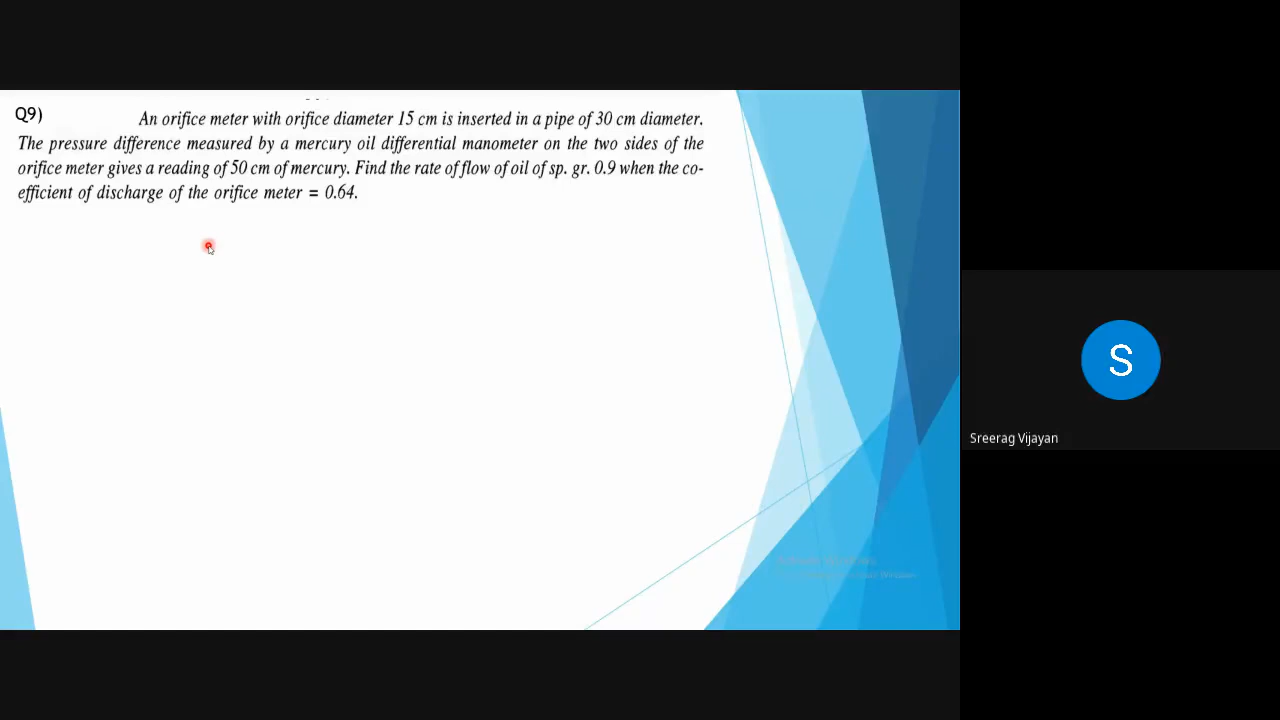 Q9)
An orifice meter with orifice diameter 15 cm is inserted in a pipe of 30 cm diameter.
The pressure difference measured by a mercury oil differential manometer on the two sides of the
orifice meter gives a reading of 50 cm of mercury. Find the rate of flow of oil of sp. gr. 0.9 when the co-
efficient of discharge of the orifice meter = 0.64.
S
Sreerag Vijayan